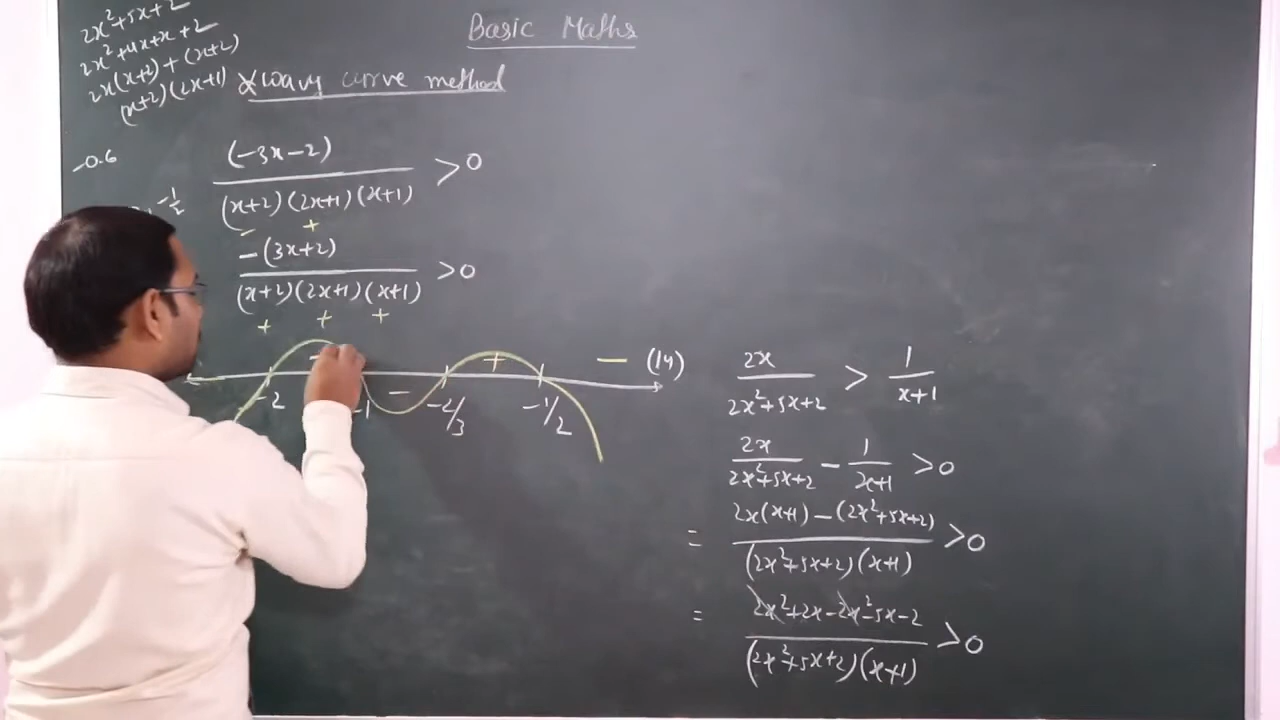 Basic Maths
2x²+5x+2
2x²+4x+x+2
2x(x+2)+(x+2)
(x+2)(2x+1)
wavy curve method
-0.6
-1/2
(-3x-2)
/ (x+2)(2x+1)(x+1) >0
- +
-(3x+2)
/ (x+2)(2x+1)(x+1) >0
+ + +
- + - (14)
-2 -1 -2/3 -1/2
2x / 2x²+5x+2 > 1 / x+1
2x / 2x²+5x+2 - 1 / x+1 >0
= 2x(x+1)-(2x²+5x+2) / (2x²+5x+2)(x+1) >0
= 2x²+2x-2x²-5x-2 / (2x²+5x+2)(x+1) >0